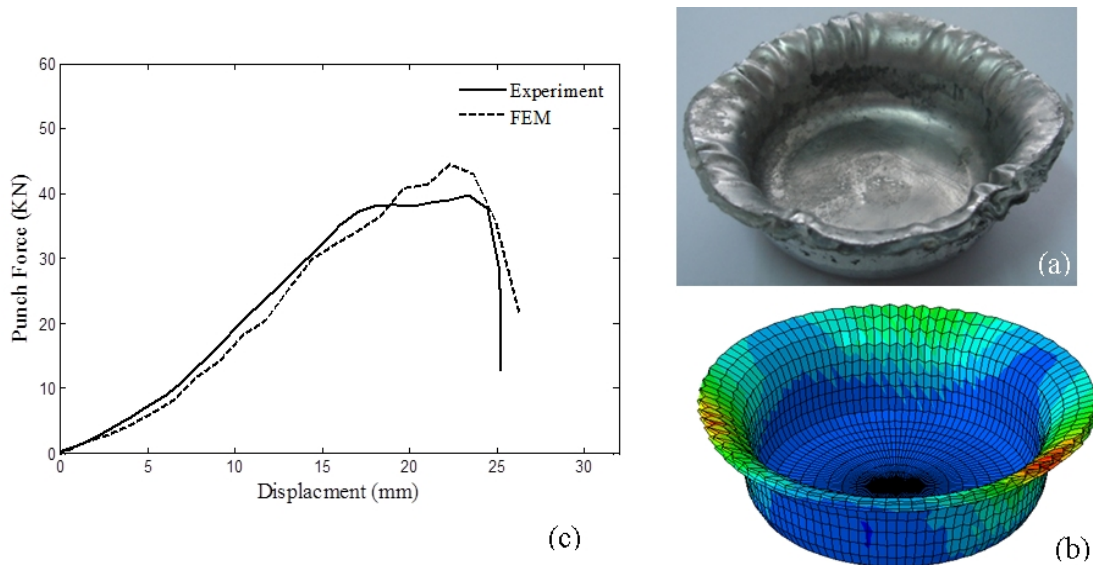 60
50
40
30
20
10
0
Punch Force (KN)
Experiment
FEM
0 5 10 15 20 25 30
Displacment (mm)
(c)
(a)
(b)